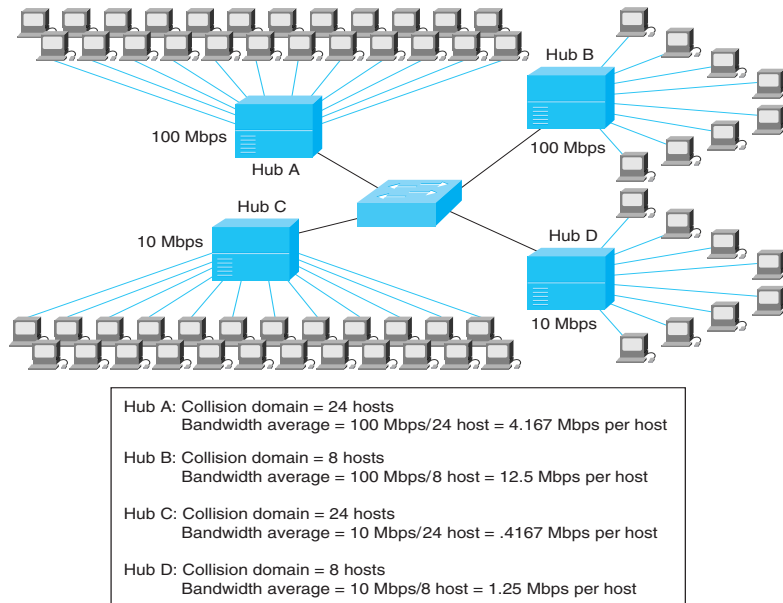 Hub B
100 Mbps
100 Mbps
Hub A
Hub C
Hub D
10 Mbps
10 Mbps
Hub A: Collision domain = 24 hosts
Bandwidth average = 100 Mbps/24 host = 4.167 Mbps per host
Hub B: Collision domain = 8 hosts
Bandwidth average = 100 Mbps/8 host = 12.5 Mbps per host
Hub C: Collision domain = 24 hosts
Bandwidth average = 10 Mbps/24 host = .4167 Mbps per host
Hub D: Collision domain = 8 hosts
Bandwidth average = 10 Mbps/8 host = 1.25 Mbps per host